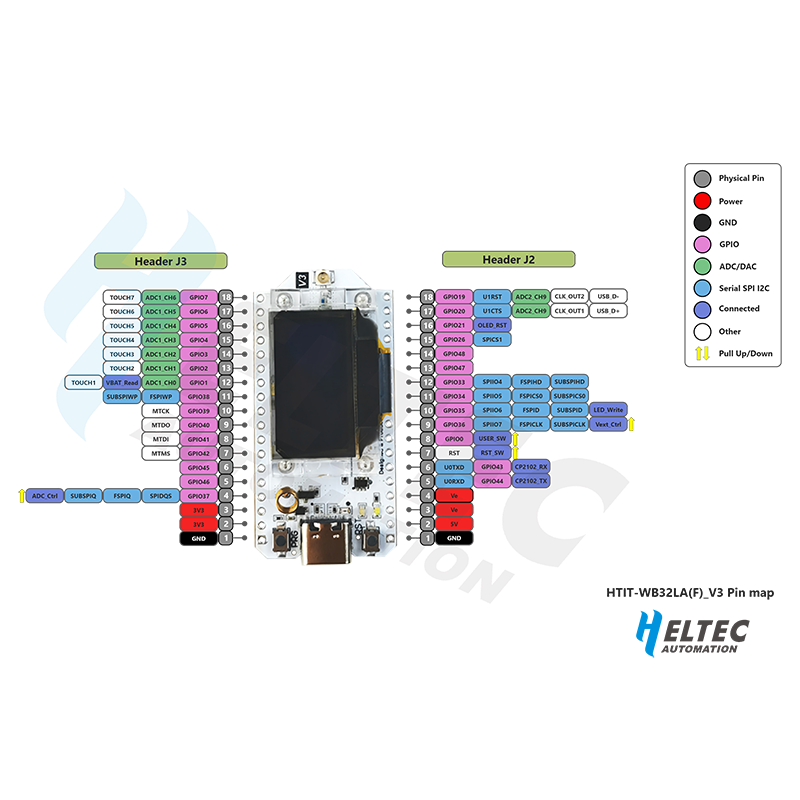 Header J3
TOUCH7 ADC1_CH6 GPIO7 18
TOUCH6 ADC1_CH5 GPIO6 17
TOUCH5 ADC1_CH4 GPIO5 16
TOUCH4 ADC1_CH3 GPIO4 15
TOUCH3 ADC1_CH2 GPIO3 14
TOUCH2 ADC1_CH1 GPIO2 13
TOUCH1 VBAT_Read ADC1_CH0 GPIO1 12
SUBSPIWP FSPIWP GPIO38 11
MTCK GPIO39 10
MTDO GPIO40 9
MTDI GPIO41 8
MTMS GPIO42 7
GPIO45 6
GPIO46 5
ADC_Ctrl SUBSPIQ FSPIQ SPIDQS GPIO37 4
3V3 3
3V3 2
GND 1
V3
PRG
RST
Header J2
18 GPIO19 U1RST ADC2_CH9 CLK_OUT2 USB_D-
17 GPIO20 U1CTS ADC2_CH9 CLK_OUT1 USB_D+
16 GPIO21 OLED_RST
15 GPIO26 SPICS1
14 GPIO48
13 GPIO47
12 GPIO33 SPIIO4 FSPIHD SUBSPIHD
11 GPIO34 SPIIO5 FSPICS0 SUBSPICS0
10 GPIO35 SPIIO6 FSPID SUBSPID LED_Write
9 GPIO36 SPIIO7 FSPICLK SUBSPICLK Vext_Ctrl
8 GPIO0 USER_SW
7 RST RST_SW
6 U0TXD GPIO43 CP2102_RX
5 U0RXD GPIO44 CP2102_TX
4 Ve
3 Ve
2 5V
1 GND
Physical Pin
Power
GND
GPIO
ADC/DAC
Serial SPI I2C
Connected
Other
Pull Up/Down
HTIT-WB32LA(F)_V3 Pin map
HELTEC
AUTOMATION